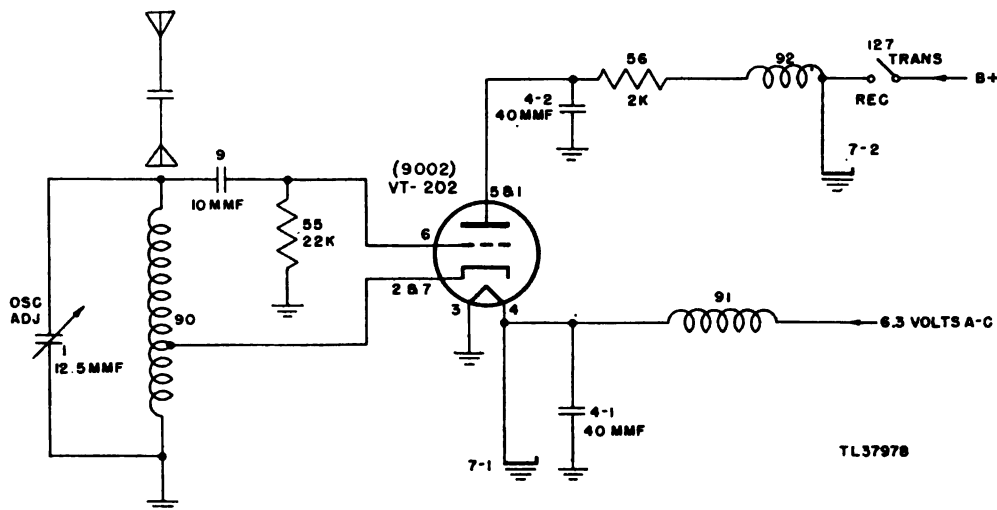 127
TRANS
56
92
B+
2K
REC
4-2
40 MMF
7-2
9
(9002)
VT-202
5&1
10 MMF
55
22K
6
2&7
91
OSC
ADJ
90
3
4
6.3 VOLTS A-C
1
12.5 MMF
4-1
40 MMF
7-1
TL37978